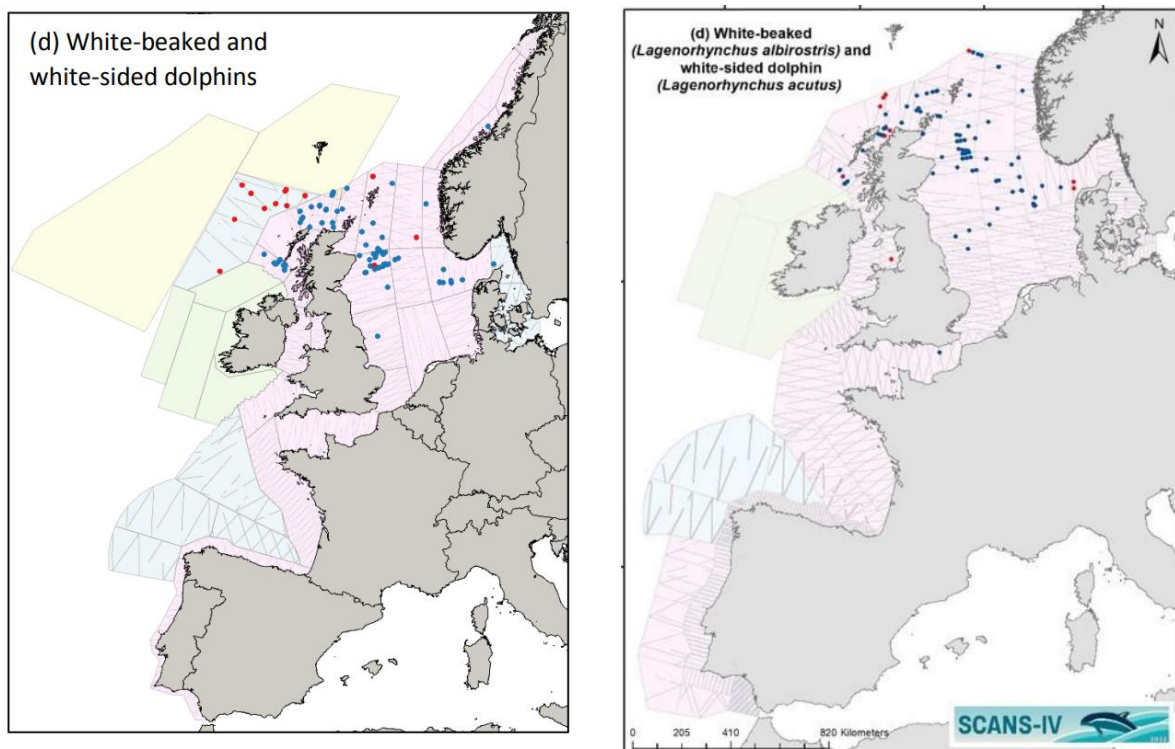 (d) White-beaked and
white-sided dolphins
(d) White-beaked
(Lagenorhynchus albirostris) and
white-sided dolphin
(Lagenorhynchus acutus)
N
0 205 410 820 Kilometers
SCANS-IV
2022